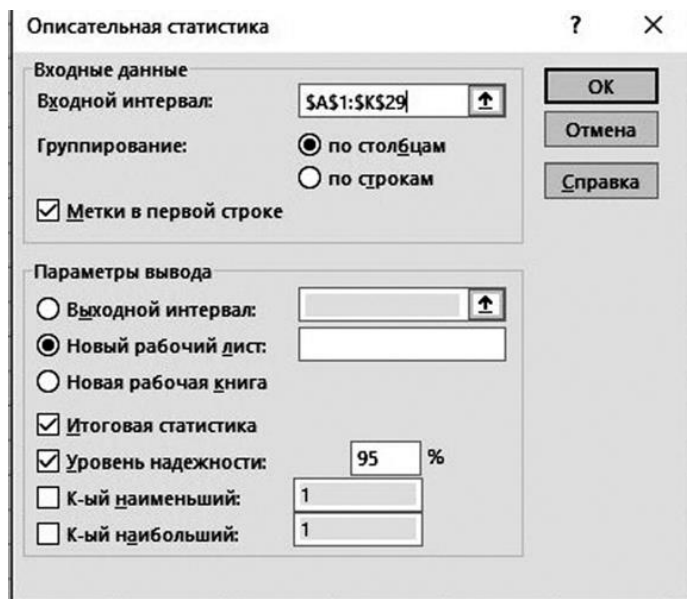 Описательная статистика ? ×
Входные данные
Входной интервал: $A$1:$K$29
ОК
Группирование: по столбцам
Отмена
по строкам
Справка
Метки в первой строке
Параметры вывода
Выходной интервал:
Новый рабочий лист:
Новая рабочая книга
Итоговая статистика
Уровень надежности: 95 %
К-ый наименьший: 1
К-ый наибольший: 1